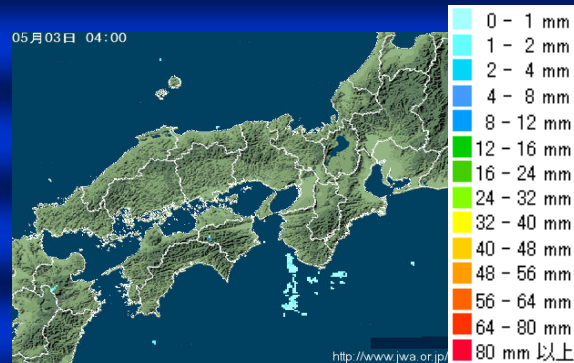 05月03日 04:00
0 - 1 mm
1 - 2 mm
2 - 4 mm
4 - 8 mm
8 - 12 mm
12 - 16 mm
16 - 24 mm
24 - 32 mm
32 - 40 mm
40 - 48 mm
48 - 56 mm
56 - 64 mm
64 - 80 mm
80 mm 以上
http://www.jwa.or.jp/